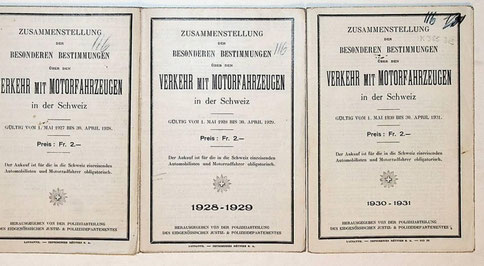 ZUSAMMENSTELLUNG
DER
BESONDEREN BESTIMMUNGEN
ÜBER DEN
VERKEHR MIT MOTORFAHRZEUGEN
in der Schweiz
GÜLTIG VOM 1. MAI 1927 BIS 30. APRIL 1928.
Preis : Fr. 2.—
Der Ankauf ist für die in die Schweiz einreisenden
Automobilisten und Motorradfahrer obligatorisch.
HERAUSGEGEBEN VON DER POLIZEIABTEILUNG
DES EIDGENÖSSISCHEN JUSTIZ- & POLIZEIDEPARTEMENTES
116
ZUSAMMENSTELLUNG
DER
BESONDEREN BESTIMMUNGEN
ÜBER DEN
VERKEHR MIT MOTORFAHRZEUGEN
in der Schweiz
GÜLTIG VOM 1. MAI 1928 BIS 30. APRIL 1929.
Preis : Fr. 2.—
Der Ankauf ist für die in die Schweiz einreisenden
Automobilisten und Motorradfahrer obligatorisch.
1928-1929
HERAUSGEGEBEN VON DER POLIZEIABTEILUNG
DES EIDGENÖSSISCHEN JUSTIZ- & POLIZEIDEPARTEMENTES
116
ZUSAMMENSTELLUNG
DER
BESONDEREN BESTIMMUNGEN
ÜBER DEN
VERKEHR MIT MOTORFAHRZEUGEN
in der Schweiz
GÜLTIG VOM 1. MAI 1930 BIS 30. APRIL 1931.
Preis : Fr. 2.—
Der Ankauf ist für die in die Schweiz einreisenden
Automobilisten und Motorradfahrer obligatorisch.
1930-1931
HERAUSGEGEBEN VON DER POLIZEIABTEILUNG
DES EIDGENÖSSISCHEN JUSTIZ- & POLIZEIDEPARTEMENTES